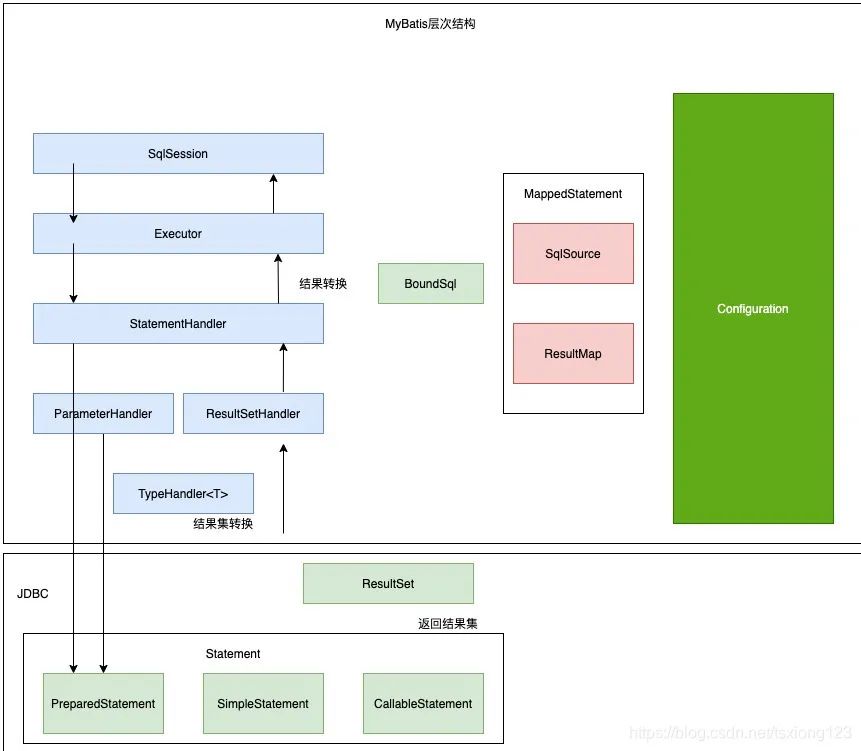 MyBatis层次结构
SqlSession
Executor
结果转换
StatementHandler
ParameterHandler
ResultSetHandler
TypeHandler<T>
结果集转换
BoundSql
MappedStatement
SqlSource
ResultMap
Configuration
JDBC
ResultSet
返回结果集
Statement
PreparedStatement
SimpleStatement
CallableStatement
https://blog.csdn.net/tsxiong123